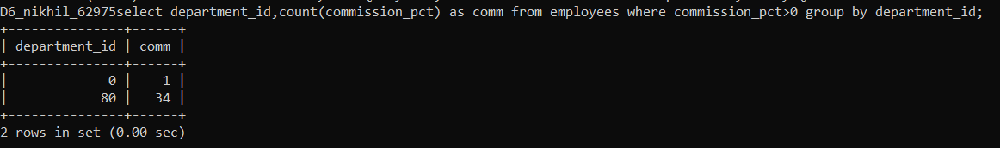 D6_nikhil_62975select department_id,count(commission_pct) as comm from employees where commission_pct>0 group by department_id;
+---------------+------+
| department_id | comm |
+---------------+------+
|             0 |    1 |
|            80 |   34 |
+---------------+------+
2 rows in set (0.00 sec)